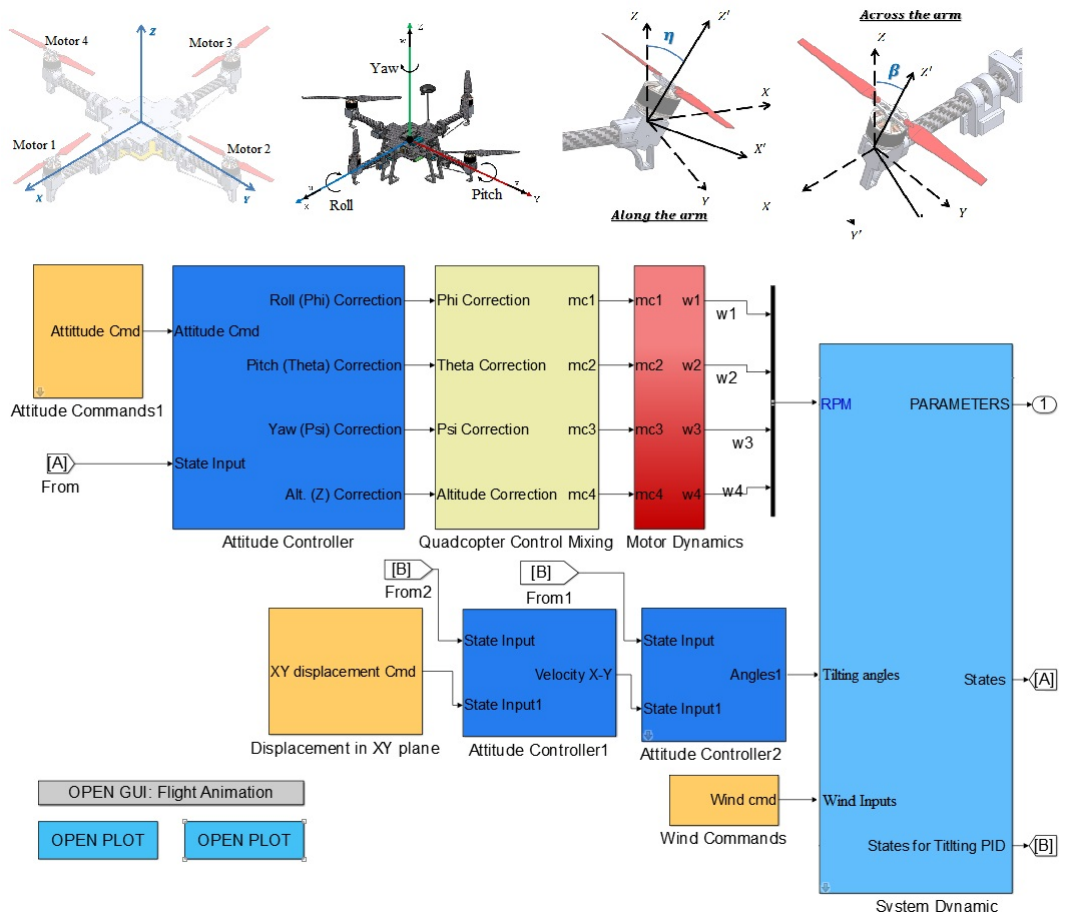 Motor 4
Z
Motor 3
Motor 1
Motor 2
X
Y
w
Z
Yaw
u
X
Roll
Pitch
v
Y
Z
η
Z'
X
X'
Y
Along the arm
Across the arm
Z
β
Z'
X
Y
Y'
Attittude Cmd
Attitude Commands1
[A]
From
Attitude Cmd
State Input
Roll (Phi) Correction
Pitch (Theta) Correction
Yaw (Psi) Correction
Alt. (Z) Correction
Attitude Controller
Phi Correction
Theta Correction
Psi Correction
Altitude Correction
mc1
mc2
mc3
mc4
Quadcopter Control Mixing
mc1
mc2
mc3
mc4
w1
w2
w3
w4
Motor Dynamics
w1
w2
w3
w4
RPM
PARAMETERS
1
Tilting angles
States
[A]
Wind Inputs
States for Titlting PID
[B]
System Dynamic
[B]
From2
[B]
From1
XY displacement Cmd
Displacement in XY plane
State Input
Velocity X-Y
State Input1
Attitude Controller1
State Input
Angles1
State Input1
Attitude Controller2
Wind cmd
Wind Commands
OPEN GUI: Flight Animation
OPEN PLOT
OPEN PLOT